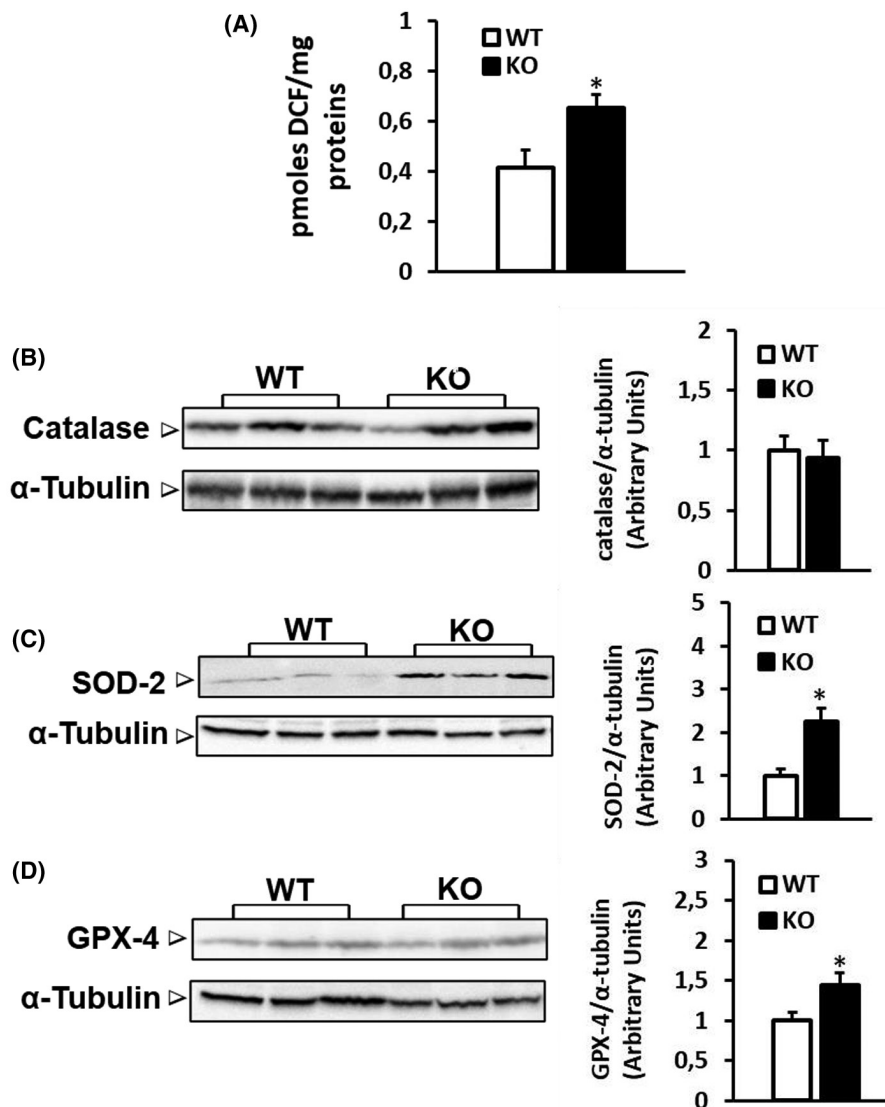 (A)
pmoles DCF/mg
proteins
1
0,8
0,6
0,4
0,2
0
WT
KO
*
(B)
WT KO
Catalase
α-Tubulin
catalase/α-tubulin
(Arbitrary Units)
2
1,5
1
0,5
0
WT
KO
(C)
WT KO
SOD-2
α-Tubulin
SOD-2/α-tubulin
(Arbitrary Units)
5
4
3
2
1
0
WT
KO
*
(D)
WT KO
GPX-4
α-Tubulin
GPX-4/α-tubulin
(Arbitrary Units)
3
2,5
2
1,5
1
0,5
0
WT
KO
*